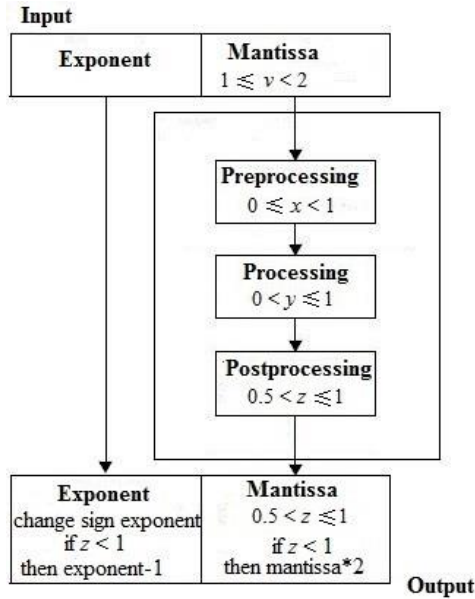 Input
Exponent
Mantissa
1 ⩽ v < 2
Preprocessing
0 ⩽ x < 1
Processing
0 < y ⩽ 1
Postprocessing
0.5 < z ⩽ 1
Exponent
change sign exponent
if z < 1
then exponent-1
Mantissa
0.5 < z ⩽ 1
if z < 1
then mantissa*2
Output